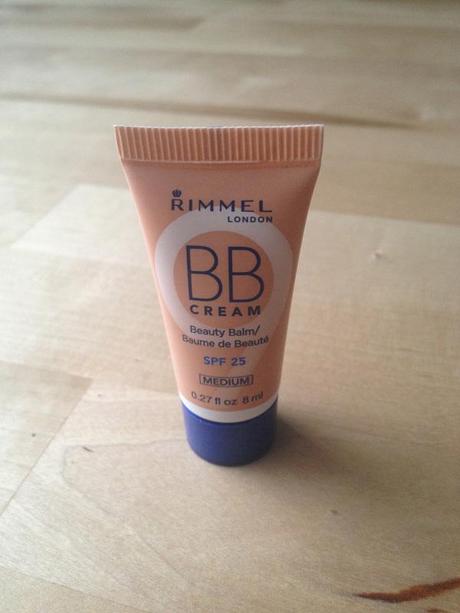 RIMMEL
LONDON
BB
CREAM
Beauty Balm/
Baume de Beauté
SPF 25
MEDIUM
0.27 fl oz 8 ml